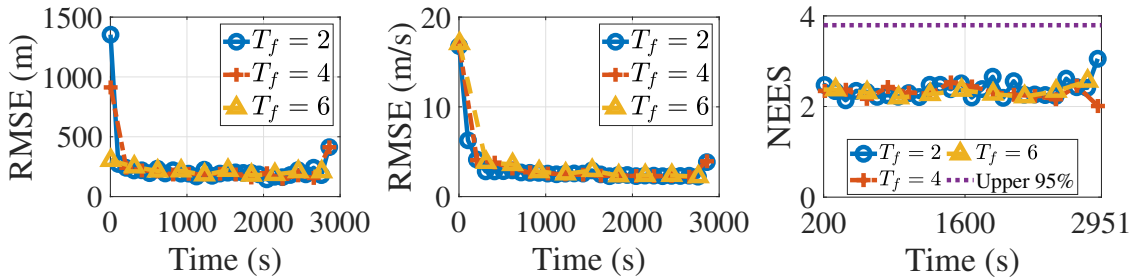 RMSE (m)
1500
1000
500
0
T_f = 2
T_f = 4
T_f = 6
0 1000 2000 3000
Time (s)
RMSE (m/s)
20
15
10
5
0
T_f = 2
T_f = 4
T_f = 6
0 1000 2000 3000
Time (s)
NEES
4
2
0
T_f = 2 T_f = 6
T_f = 4 Upper 95%
200 1600 2951
Time (s)